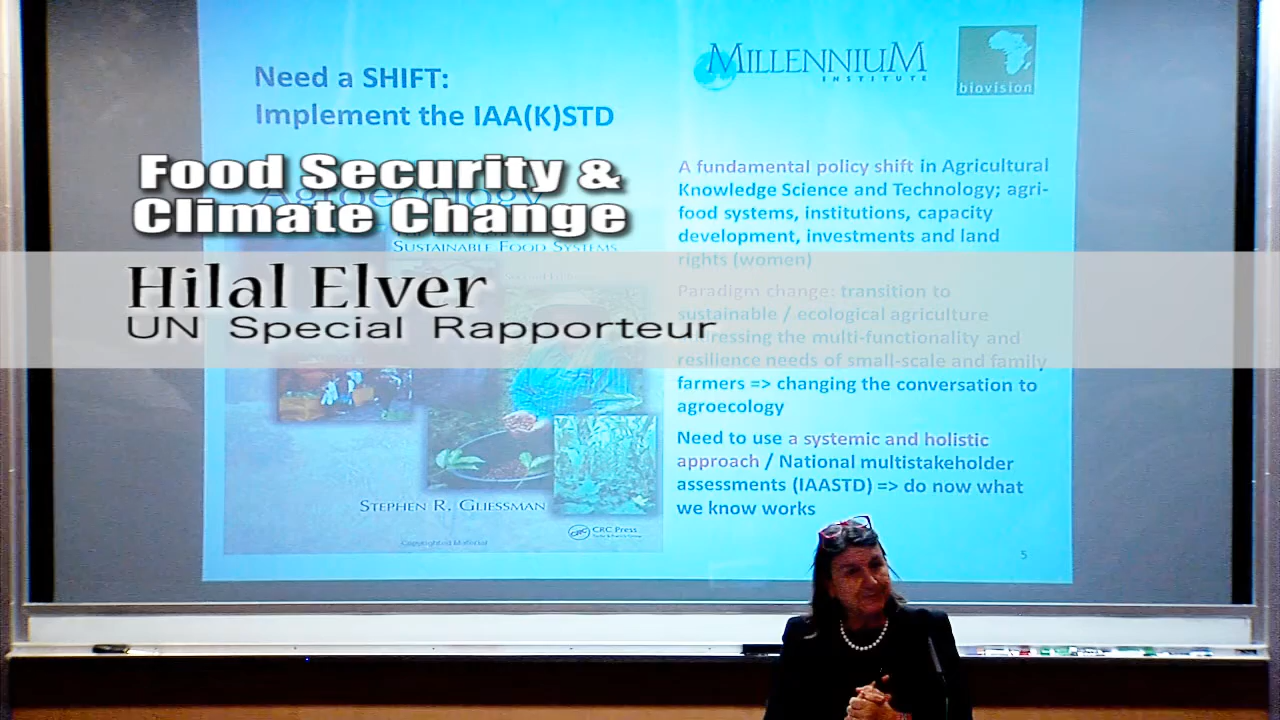 Need a SHIFT:
Implement the IAA(K)STD
MILLENNIUM
INSTITUTE
biovision
Food Security &
Climate Change
Hilal Elver
UN Special Rapporteur
Agroecology
SUSTAINABLE FOOD SYSTEMS
STEPHEN R. GLIESSMAN
CRC Press
Copyrighted Material
A fundamental policy shift in Agricultural
Knowledge Science and Technology; agri-
food systems, institutions, capacity
development, investments and land
rights (women)
Paradigm change: transition to
sustainable / ecological agriculture
the multi-functionality and
resilience needs of small-scale and family
farmers => changing the conversation to
agroecology
Need to use a systemic and holistic
approach / National multistakeholder
assessments (IAASTD) => do now what
we know works
5